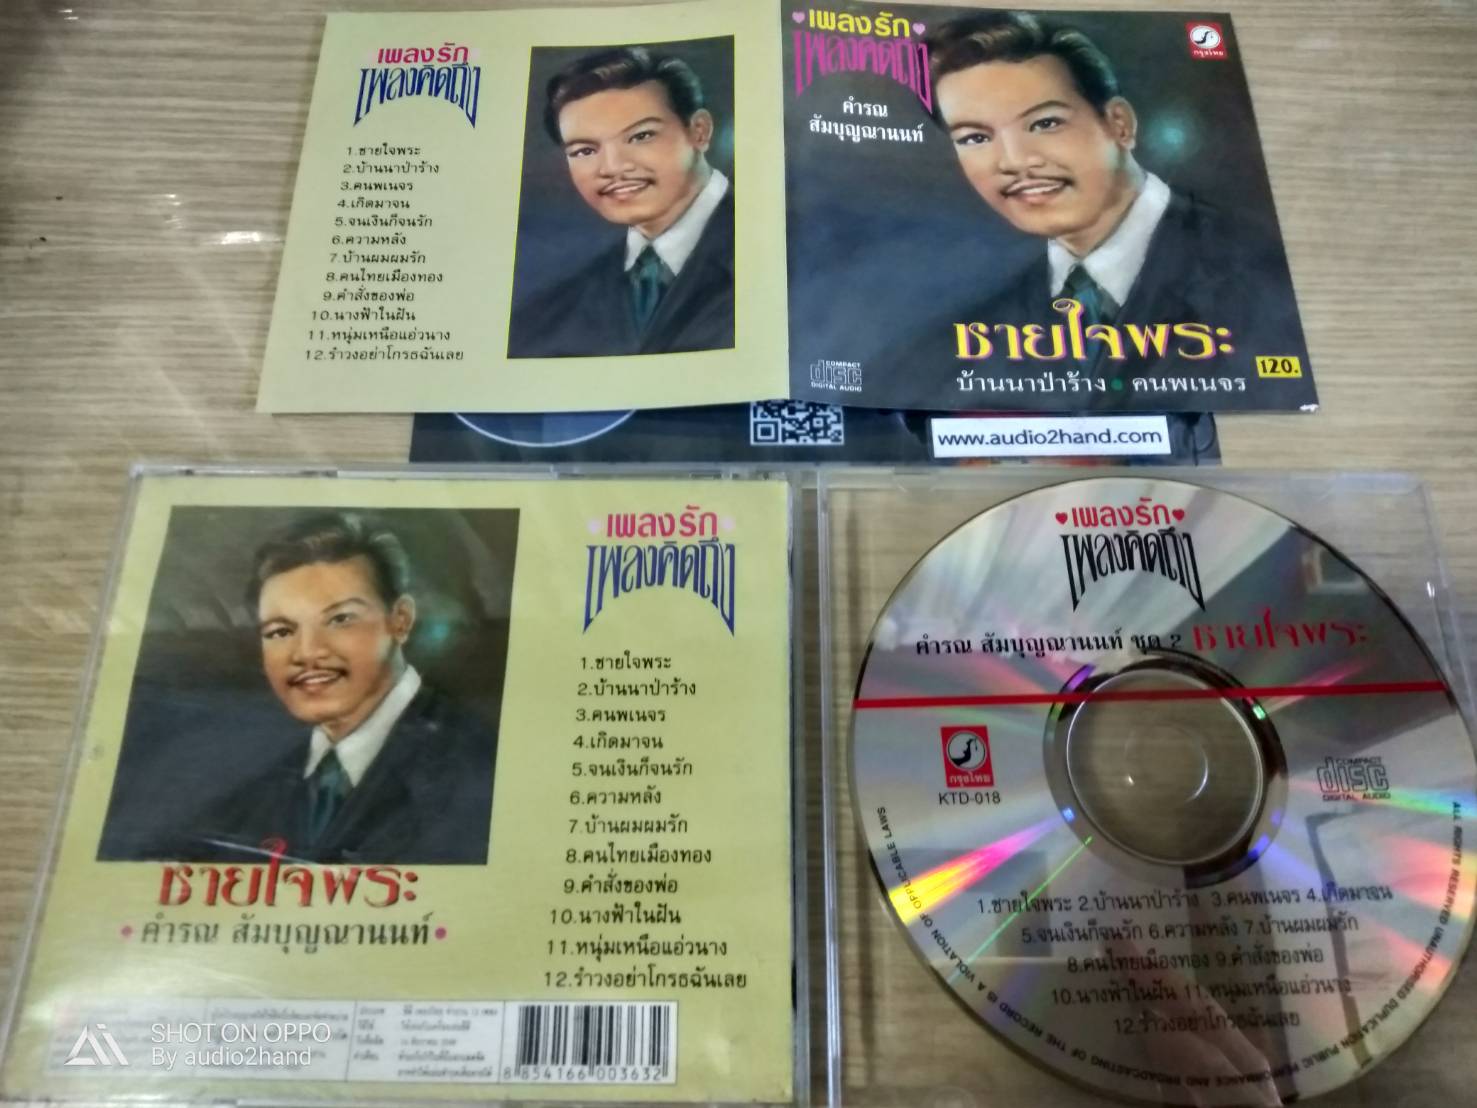 เพลงรัก
เพลงคิดถึง
1.ชายใจพระ
2.บ้านนาป่าร้าง
3.คนพเนจร
4.เกิดมาจน
5.จนเงินก็จนรัก
6.ความหลัง
7.บ้านผมผมรัก
8.คนไทยเมืองทอง
9.คำสั่งของพ่อ
10.นางฟ้าในฝัน
11.หนุ่มเหนือแอ่วนาง
12.รำวงอย่าโกรธฉันเลย
เพลงรัก
เพลงคิดถึง
คำรณ
สัมบุญณานนท์
กรุงไทย
ชายใจพระ
บ้านนาป่าร้าง • คนพเนจร
120.
COMPACT
disc
DIGITAL AUDIO
www.audio2hand.com
เพลงรัก
เพลงคิดถึง
1.ชายใจพระ
2.บ้านนาป่าร้าง
3.คนพเนจร
4.เกิดมาจน
5.จนเงินก็จนรัก
6.ความหลัง
7.บ้านผมผมรัก
8.คนไทยเมืองทอง
9.คำสั่งของพ่อ
10.นางฟ้าในฝัน
11.หนุ่มเหนือแอ่วนาง
12.รำวงอย่าโกรธฉันเลย
ชายใจพระ
• คำรณ สัมบุญณานนท์ •
8 854166 003632
SHOT ON OPPO
By audio2hand
เพลงรัก
เพลงคิดถึง
คำรณ สัมบุญณานนท์ ชุด 2 ชายใจพระ
กรุงไทย
KTD-018
COMPACT
disc
DIGITAL AUDIO
1.ชายใจพระ 2.บ้านนาป่าร้าง 3.คนพเนจร 4.เกิดมาจน
5.จนเงินก็จนรัก 6.ความหลัง 7.บ้านผมผมรัก
8.คนไทยเมืองทอง 9.คำสั่งของพ่อ
10.นางฟ้าในฝัน 11.หนุ่มเหนือแอ่วนาง
12.รำวงอย่าโกรธฉันเลย
ALL RIGHTS RESERVED UNAUTHORISED DUPLICATION PUBLIC PERFORMANCE AND BROADCASTING OF THE RECORD IS A VIOLATION OF APPLICABLE LAWS